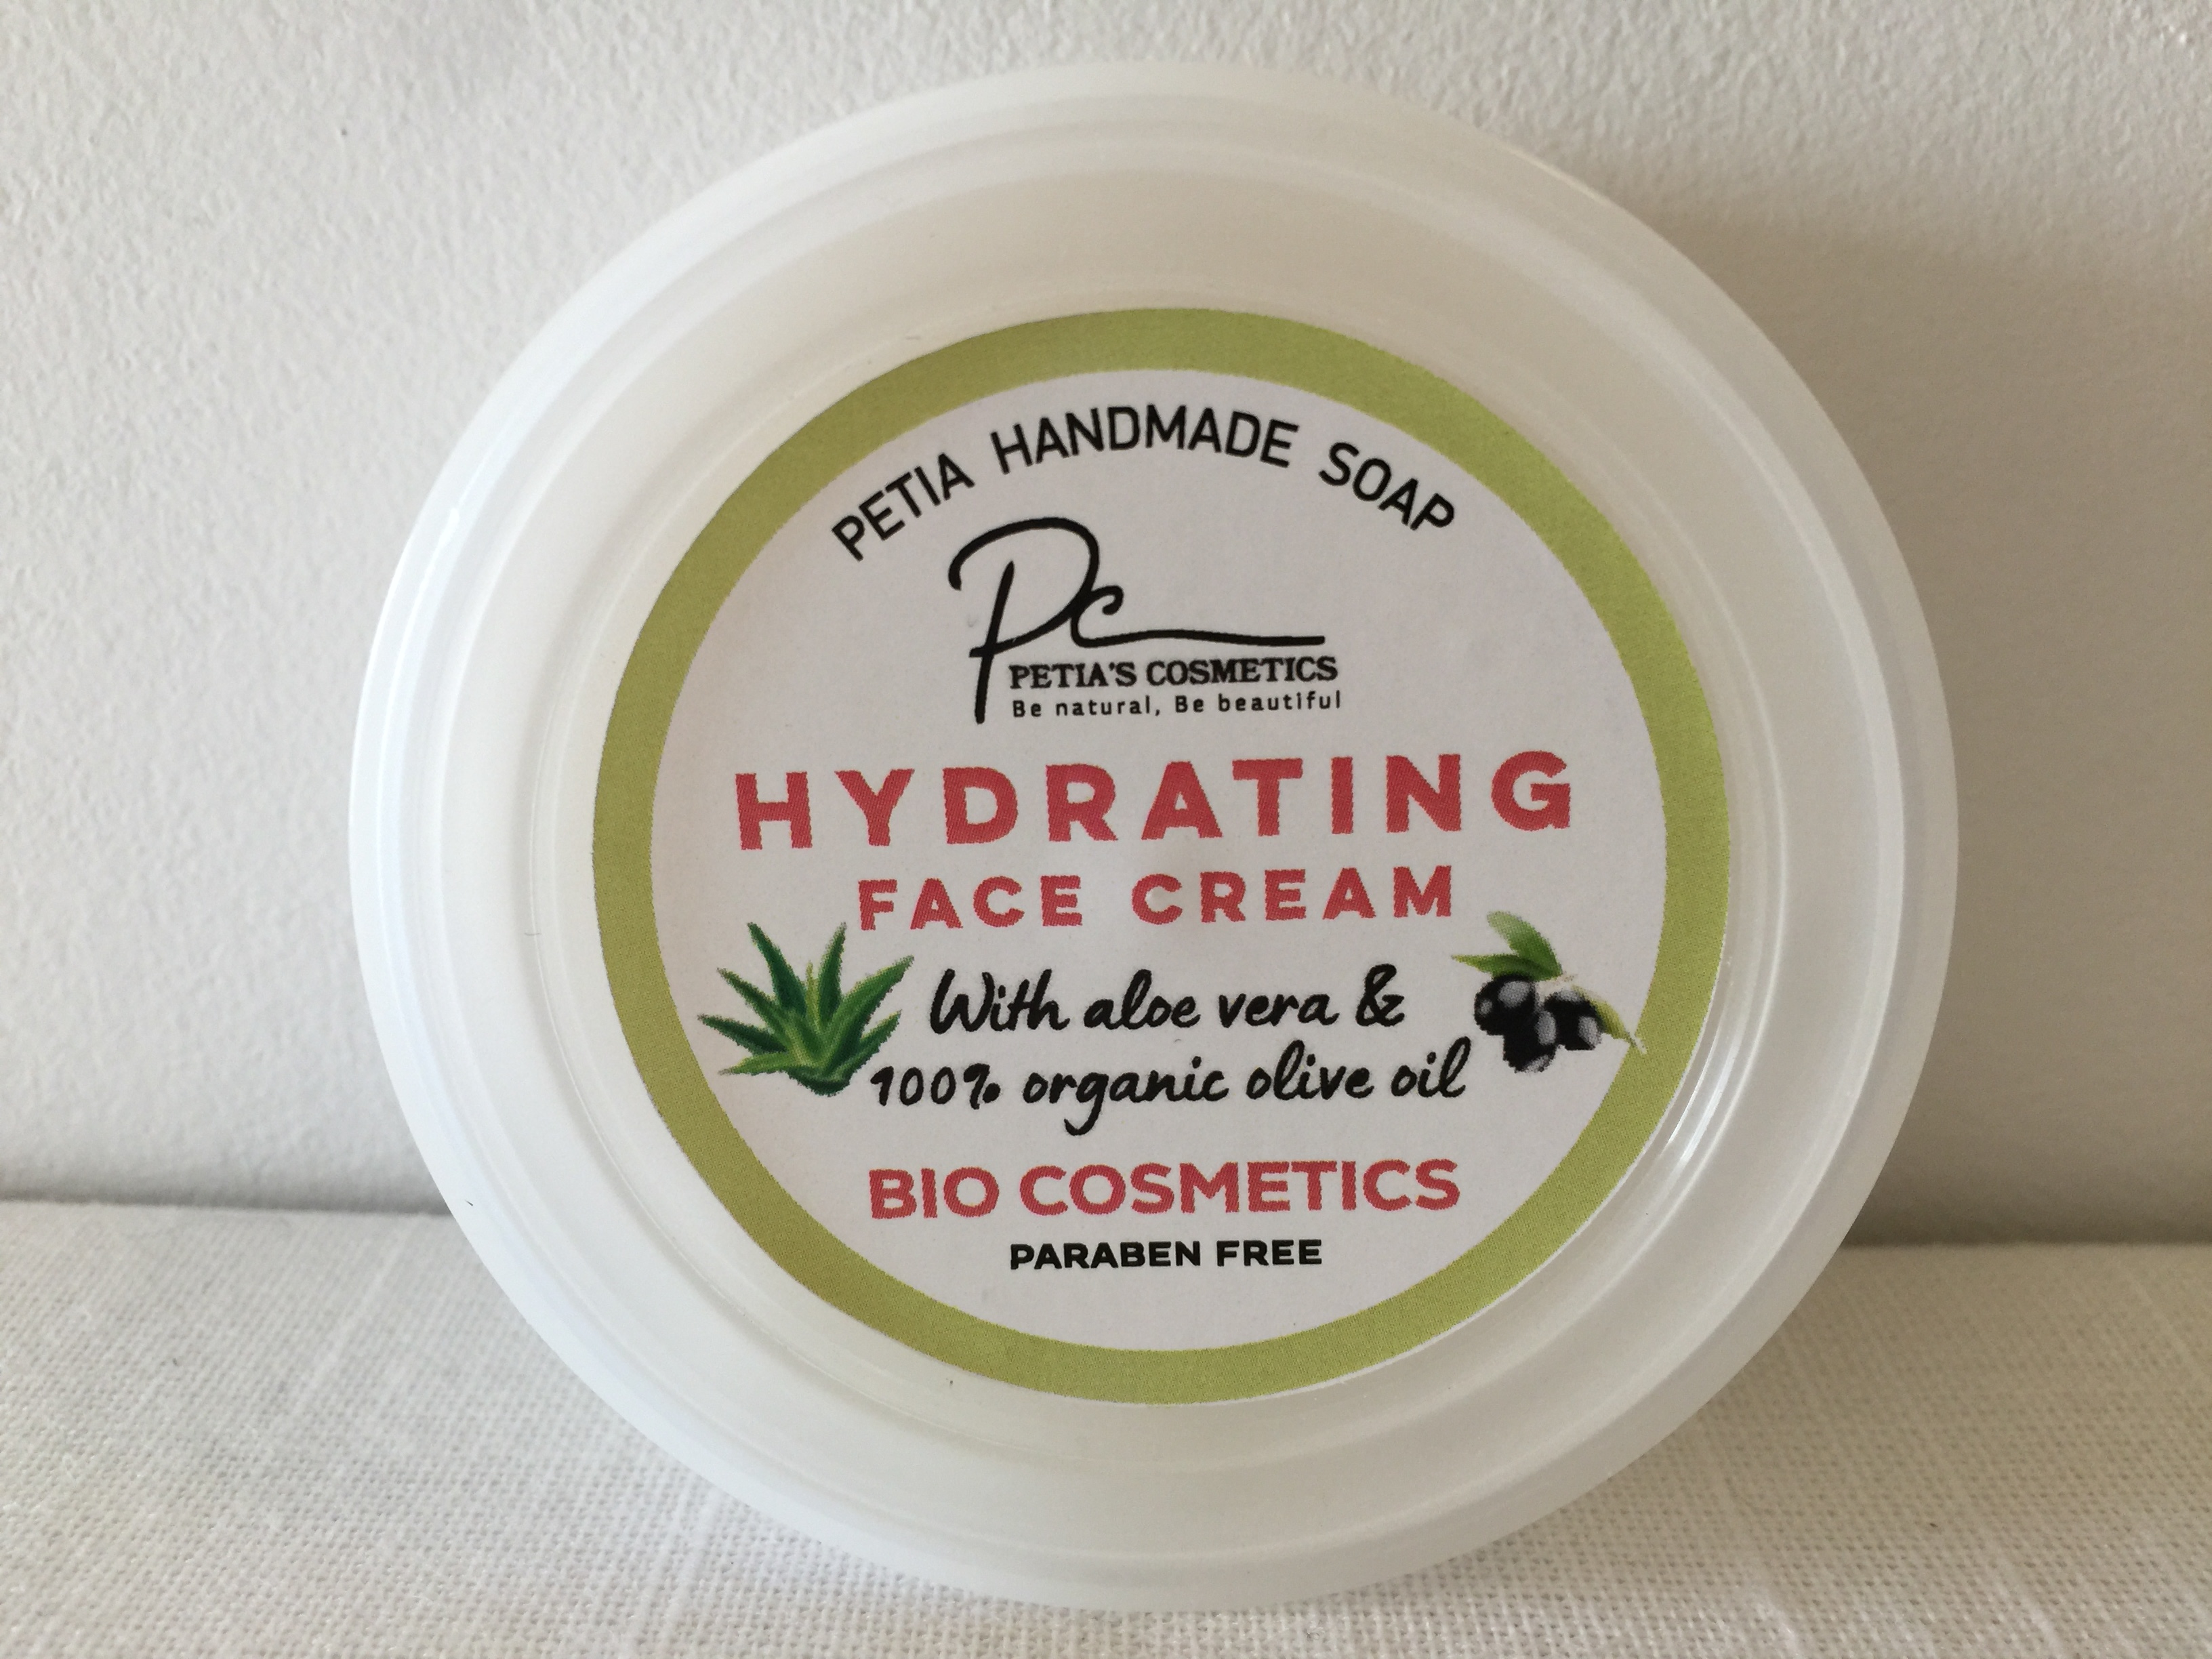 PETIA HANDMADE SOAP
Pc
PETIA'S COSMETICS
Be natural, Be beautiful
HYDRATING
FACE CREAM
With aloe vera &
100% organic olive oil
BIO COSMETICS
PARABEN FREE